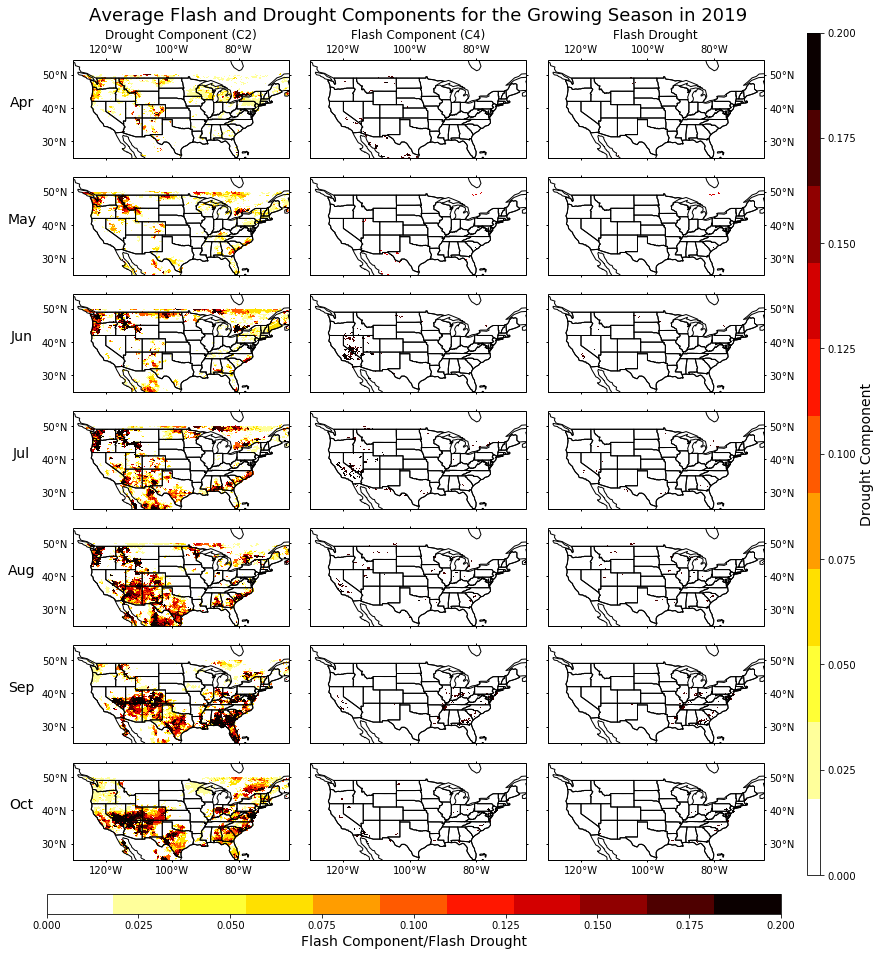 Average Flash and Drought Components for the Growing Season in 2019
Drought Component (C2) Flash Component (C4) Flash Drought
120°W 100°W 80°W 120°W 100°W 80°W 120°W 100°W 80°W
0.200
50°N 50°N
Apr 40°N 40°N
30°N 30°N
0.175
50°N 50°N
May 40°N 40°N
0.150
30°N 30°N
50°N 50°N
Jun 40°N 40°N
0.125
30°N 30°N
50°N 50°N
Jul 40°N 40°N
0.100
30°N 30°N
Drought Component
50°N 50°N
0.075
Aug 40°N 40°N
30°N 30°N
50°N 50°N
0.050
Sep 40°N 40°N
30°N 30°N
0.025
50°N 50°N
Oct 40°N 40°N
30°N 30°N
120°W 100°W 80°W 120°W 100°W 80°W 120°W 100°W 80°W
0.000
0.000 0.025 0.050 0.075 0.100 0.125 0.150 0.175 0.200
Flash Component/Flash Drought